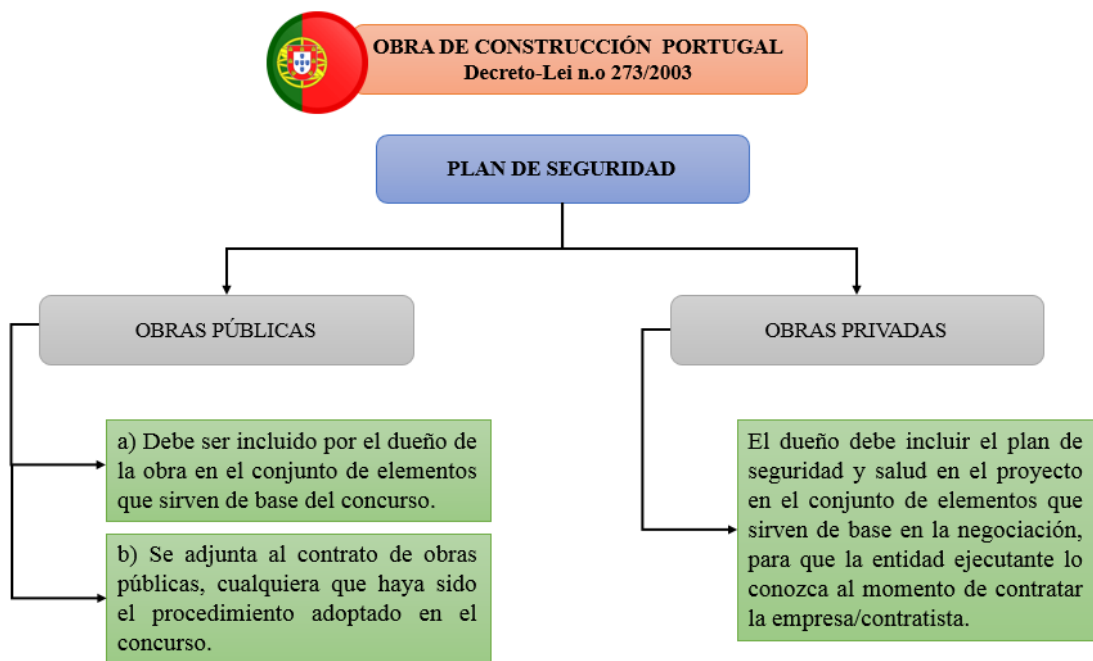 OBRA DE CONSTRUCCIÓN PORTUGAL
Decreto-Lei n.o 273/2003
PLAN DE SEGURIDAD
OBRAS PÚBLICAS
OBRAS PRIVADAS
a) Debe ser incluido por el dueño de
la obra en el conjunto de elementos
que sirven de base del concurso.
b) Se adjunta al contrato de obras
públicas, cualquiera que haya sido
el procedimiento adoptado en el
concurso.
El dueño debe incluir el plan de
seguridad y salud en el proyecto
en el conjunto de elementos que
sirven de base en la negociación,
para que la entidad ejecutante lo
conozca al momento de contratar
la empresa/contratista.